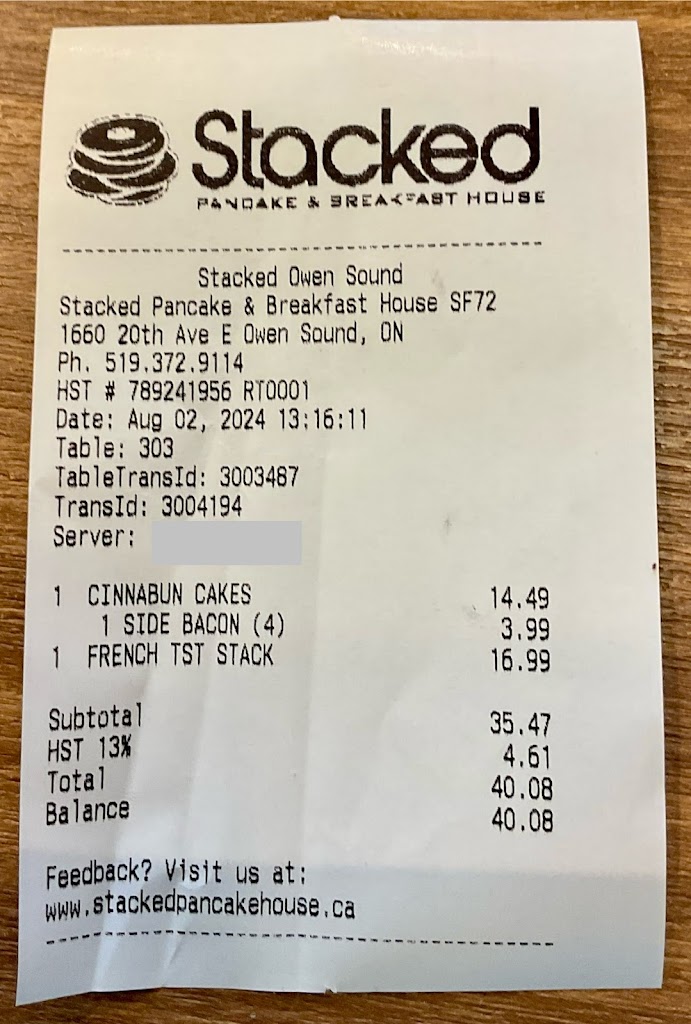 Stacked
PANCAKE & BREAKFAST HOUSE
Stacked Owen Sound
Stacked Pancake & Breakfast House SF72
1660 20th Ave E Owen Sound, ON
Ph. 519.372.9114
HST # 789241956 RT0001
Date: Aug 02, 2024 13:16:11
Table: 303
TableTransId: 3003487
TransId: 3004194
Server:
1 CINNABUN CAKES 14.49
1 SIDE BACON (4) 3.99
1 FRENCH TST STACK 16.99
Subtotal 35.47
HST 13% 4.61
Total 40.08
Balance 40.08
Feedback? Visit us at:
www.stackedpancakehouse.ca